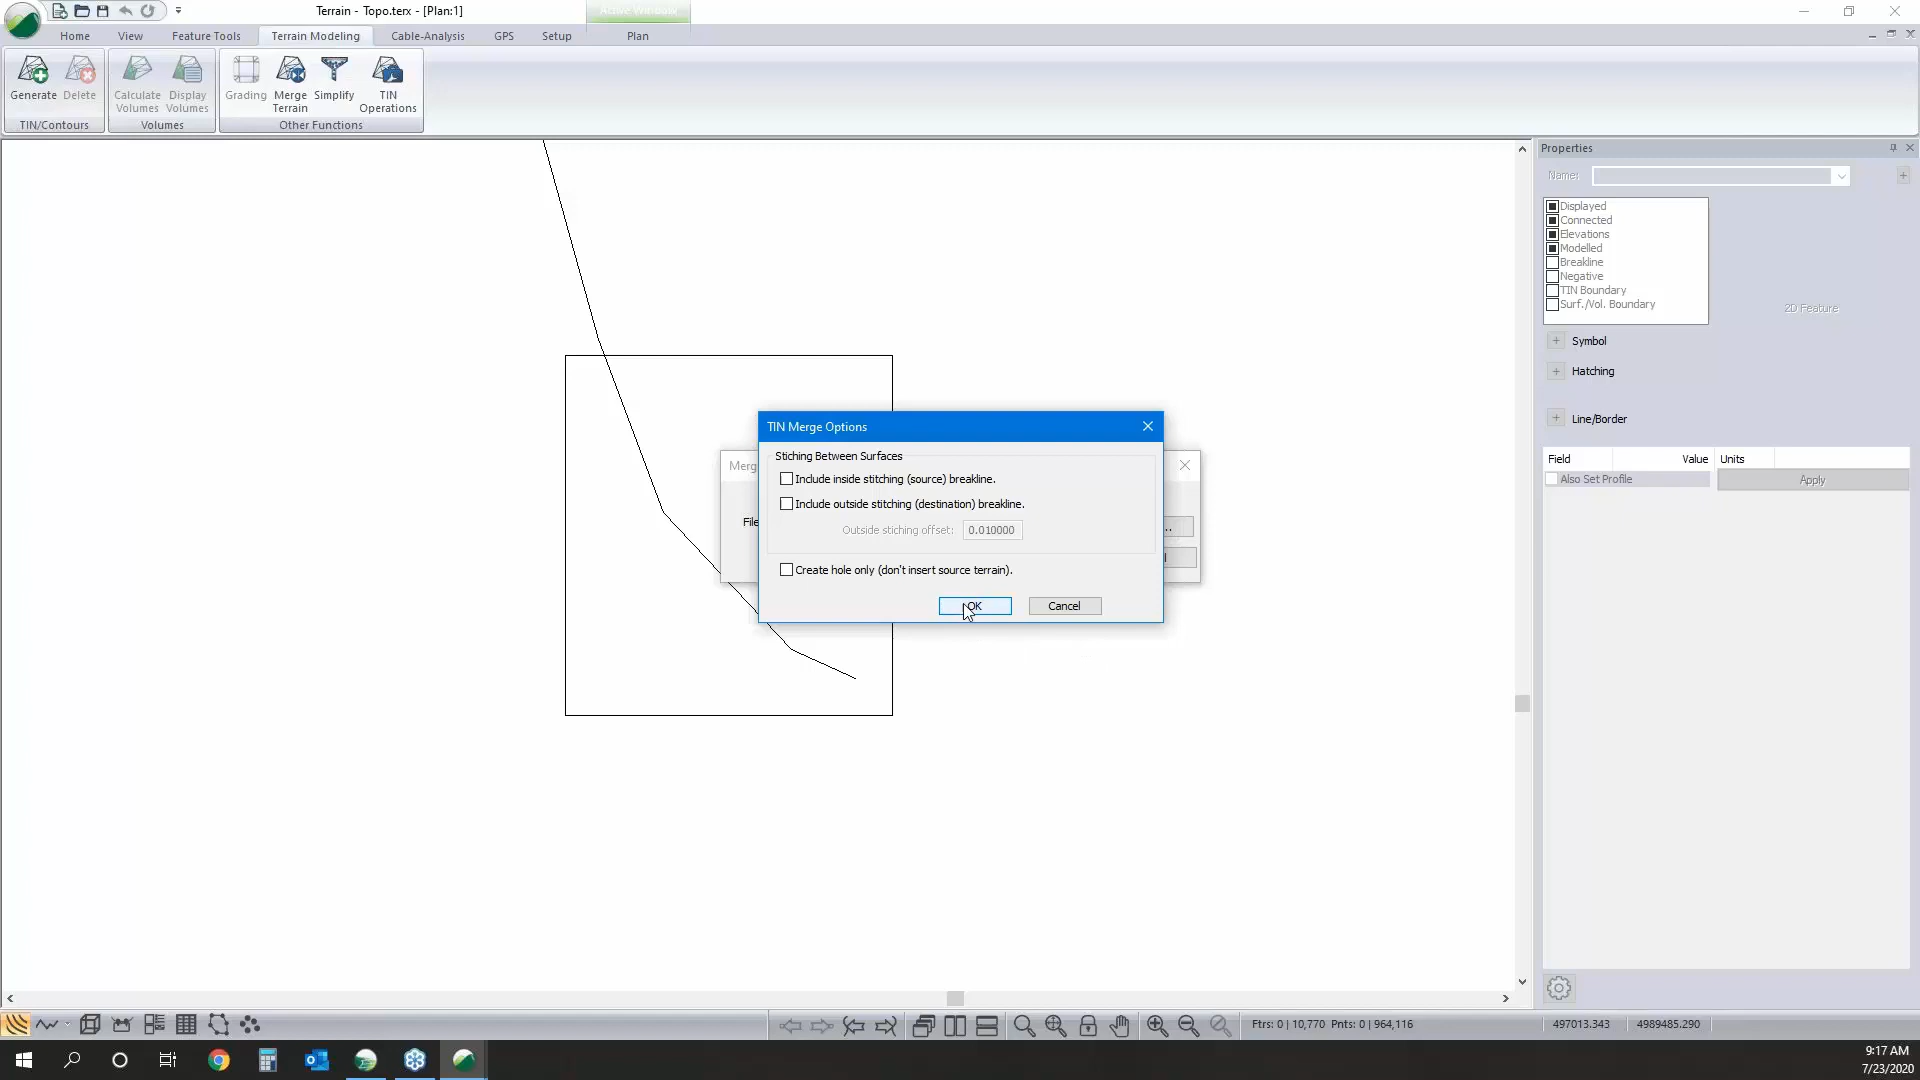 Terrain - Topo.terx - [Plan:1]
Active Window
Home
View
Feature Tools
Terrain Modeling
Cable-Analysis
GPS
Setup
Plan
Generate
Delete
Calculate Volumes
Display Volumes
Grading
Merge Terrain
Simplify
TIN Operations
TIN/Contours
Volumes
Other Functions
Properties
Name:
Displayed
Connected
Elevations
Modelled
Breakline
Negative
TIN Boundary
Surf./Vol. Boundary
2D Feature
Symbol
Hatching
Line/Border
Field
Value
Units
Also Set Profile
Apply
Merg
File
TIN Merge Options
Stiching Between Surfaces
Include inside stitching (source) breakline.
Include outside stitching (destination) breakline.
Outside stiching offset:
0.010000
Create hole only (don't insert source terrain).
OK
Cancel
Ftrs: 0 | 10,770 Pnts: 0 | 964,116
497013.343
4989485.290
9:17 AM
7/23/2020